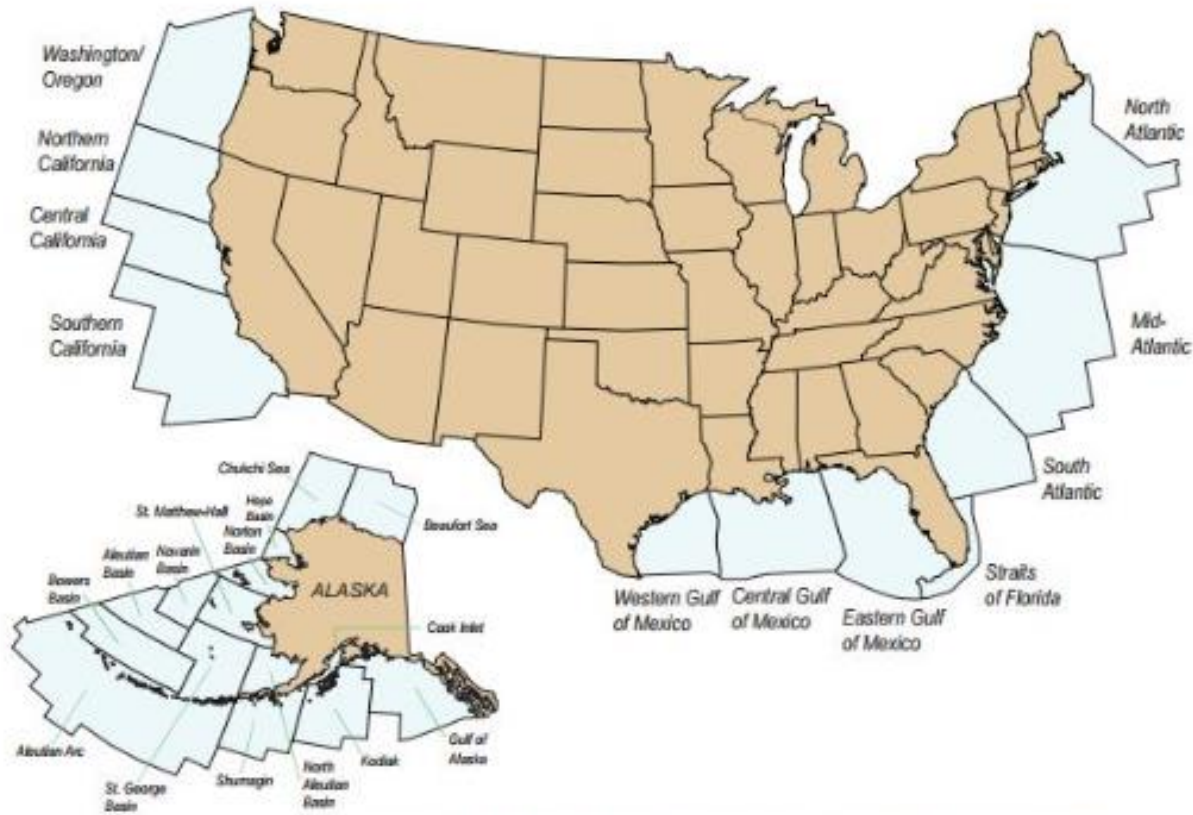 Washington/
Oregon
Northern
California
Central
California
Southern
California
North
Atlantic
Mid-
Atlantic
South
Atlantic
Straits
of Florida
Western Gulf
of Mexico
Central Gulf
of Mexico
Eastern Gulf
of Mexico
Chukchi Sea
Beaufort Sea
Hope
Basin
St. Matthew-Hall
Norton
Basin
Navarin
Basin
Aleutian
Basin
Bowers
Basin
ALASKA
Cook Inlet
Aleutian Arc
St. George
Basin
Shumagin
North
Aleutian
Basin
Kodiak
Gulf of
Alaska